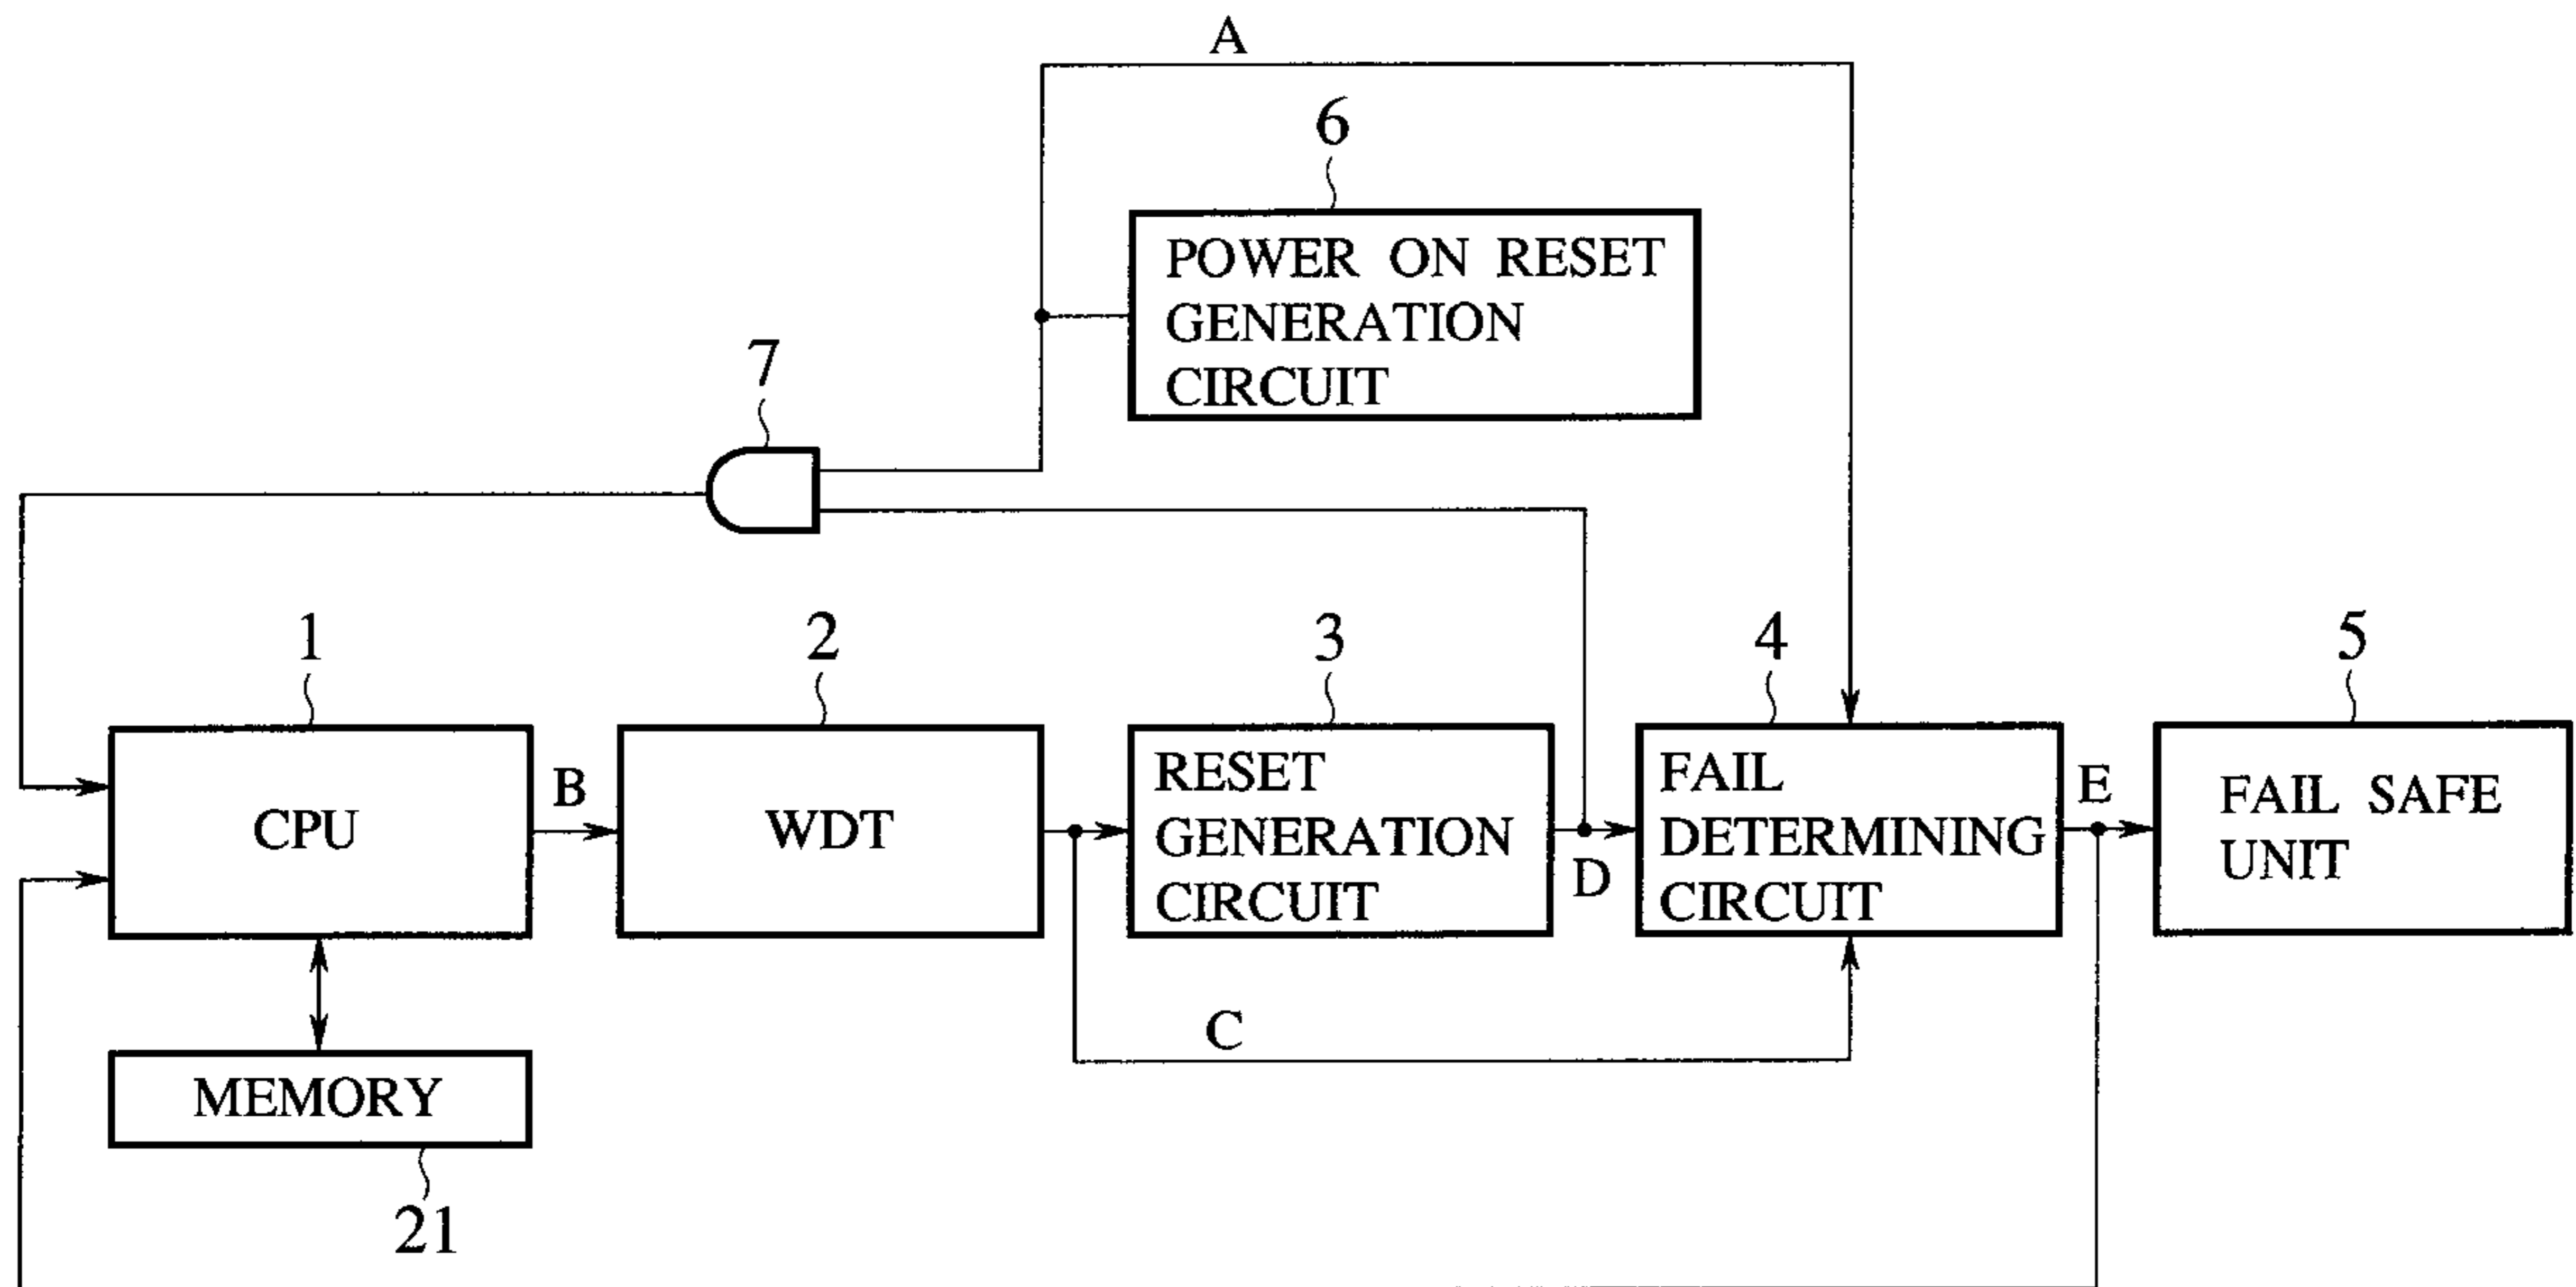 A
6
POWER ON RESET
GENERATION
CIRCUIT
7
1
2
3
4
5
CPU
B
WDT
RESET
GENERATION
CIRCUIT
D
FAIL
DETERMINING
CIRCUIT
E
FAIL SAFE
UNIT
C
MEMORY
21